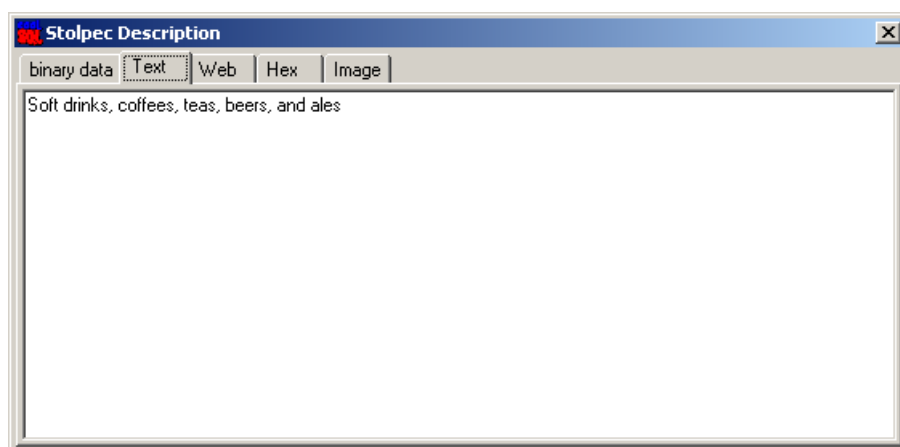 Stolpec Description
binary data Text Web Hex Image
Soft drinks, coffees, teas, beers, and ales